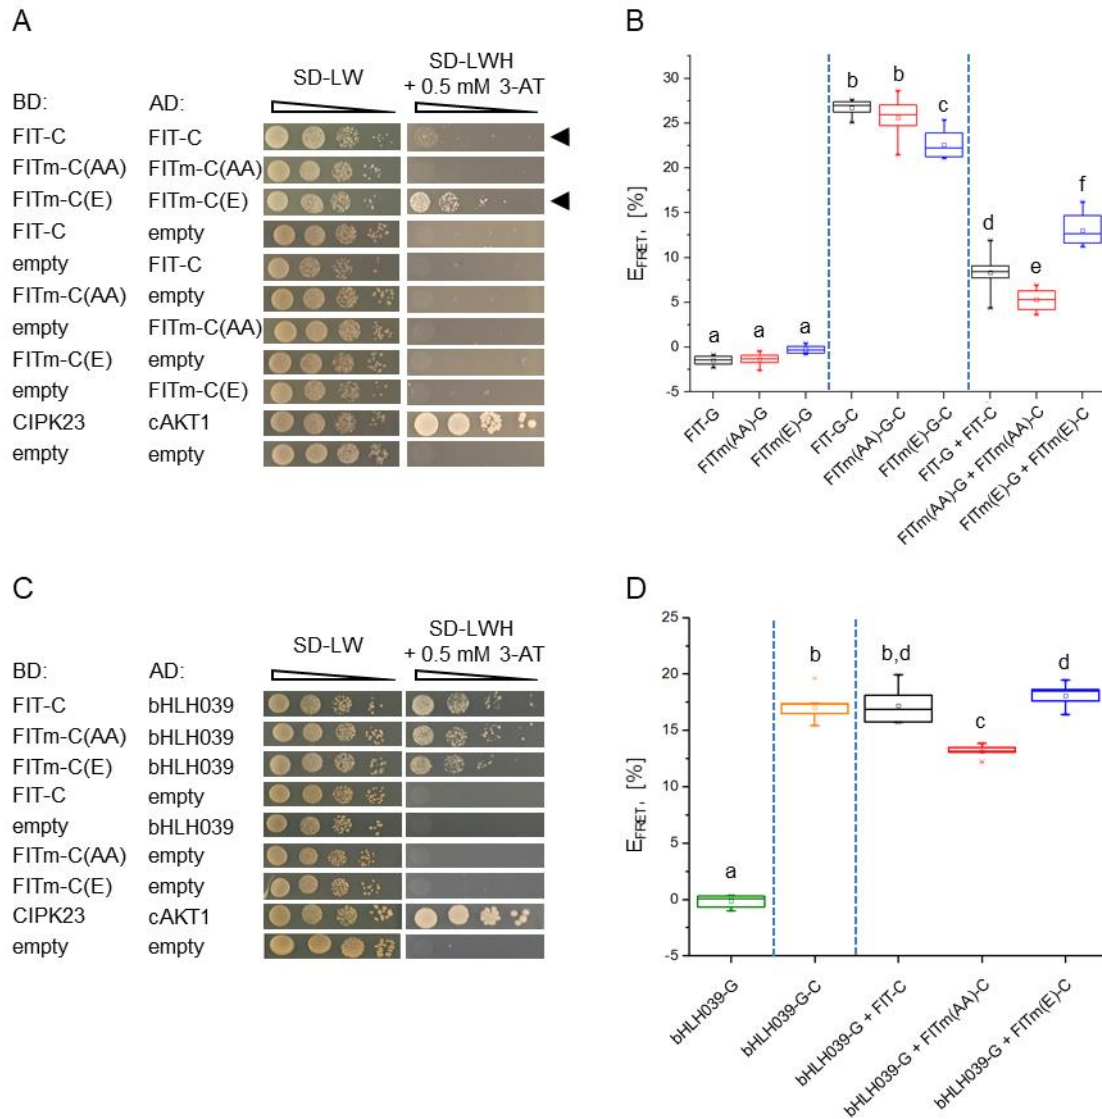 A
SD-LW
SD-LWH
+ 0.5 mM 3-AT
BD: AD:
FIT-C FIT-C
FITm-C(AA) FITm-C(AA)
FITm-C(E) FITm-C(E)
FIT-C empty
empty FIT-C
FITm-C(AA) empty
empty FITm-C(AA)
FITm-C(E) empty
empty FITm-C(E)
CIPK23 cAKT1
empty empty
B
30
25
20
15
10
5
0
-5
EFRET, [%]
a a a b b c d e f
FIT-G
FITm(AA)-G
FITm(E)-G
FIT-G-C
FITm(AA)-G-C
FITm(E)-G-C
FIT-G + FIT-C
FITm(AA)-G + FITm(AA)-C
FITm(E)-G + FITm(E)-C
C
SD-LW
SD-LWH
+ 0.5 mM 3-AT
BD: AD:
FIT-C bHLH039
FITm-C(AA) bHLH039
FITm-C(E) bHLH039
FIT-C empty
empty bHLH039
FITm-C(AA) empty
FITm-C(E) empty
CIPK23 cAKT1
empty empty
D
25
20
15
10
5
0
-5
EFRET, [%]
a b b,d c d
bHLH039-G
bHLH039-G-C
bHLH039-G + FIT-C
bHLH039-G + FITm(AA)-C
bHLH039-G + FITm(E)-C